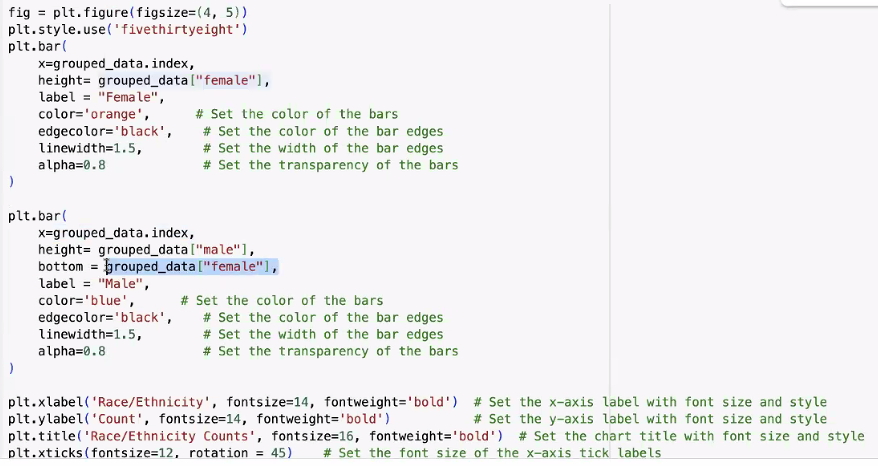 fig = plt.figure(figsize=(4, 5))
plt.style.use('fivethirtyeight')
plt.bar(
    x=grouped_data.index,
    height= grouped_data["female"],
    label = "Female",
    color='orange',      # Set the color of the bars
    edgecolor='black',    # Set the color of the bar edges
    linewidth=1.5,        # Set the width of the bar edges
    alpha=0.8             # Set the transparency of the bars
)
plt.bar(
    x=grouped_data.index,
    height= grouped_data["male"],
    bottom = grouped_data["female"],
    label = "Male",
    color='blue',      # Set the color of the bars
    edgecolor='black',    # Set the color of the bar edges
    linewidth=1.5,        # Set the width of the bar edges
    alpha=0.8             # Set the transparency of the bars
)
plt.xlabel('Race/Ethnicity', fontsize=14, fontweight='bold')  # Set the x-axis label with font size and style
plt.ylabel('Count', fontsize=14, fontweight='bold')           # Set the y-axis label with font size and style
plt.title('Race/Ethnicity Counts', fontsize=16, fontweight='bold')  # Set the chart title with font size and style
plt.xticks(fontsize=12, rotation = 45)    # Set the font size of the x-axis tick labels